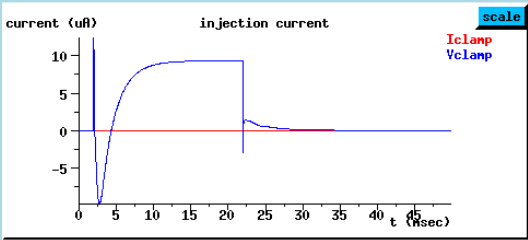 scale
current (uA) injection current
Iclamp
Vclamp
10
5
0
-5
0 5 10 15 20 25 30 35 40 45
t (msec)